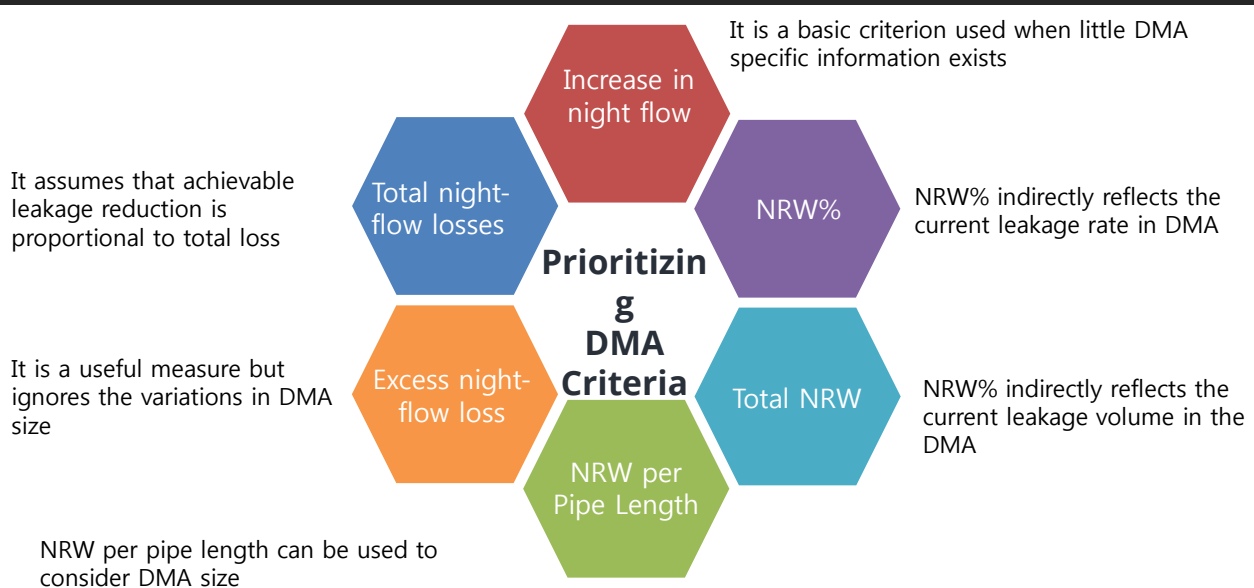 It is a basic criterion used when little DMA
specific information exists
Increase in
night flow
It assumes that achievable
leakage reduction is
proportional to total loss
Total night-
flow losses
NRW%
NRW% indirectly reflects the
current leakage rate in DMA
Prioritizin
g
DMA
Criteria
It is a useful measure but
ignores the variations in DMA
size
Excess night-
flow loss
Total NRW
NRW% indirectly reflects the
current leakage volume in the
DMA
NRW per
Pipe Length
NRW per pipe length can be used to
consider DMA size